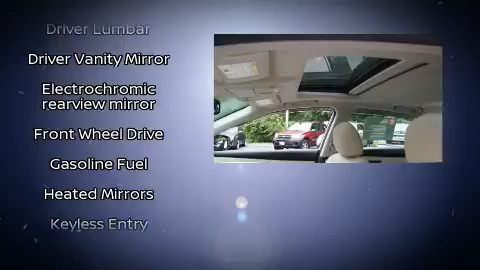 Driver Lumbar
Driver Vanity Mirror
Electrochromic
rearview mirror
Front Wheel Drive
Gasoline Fuel
Heated Mirrors
Keyless Entry